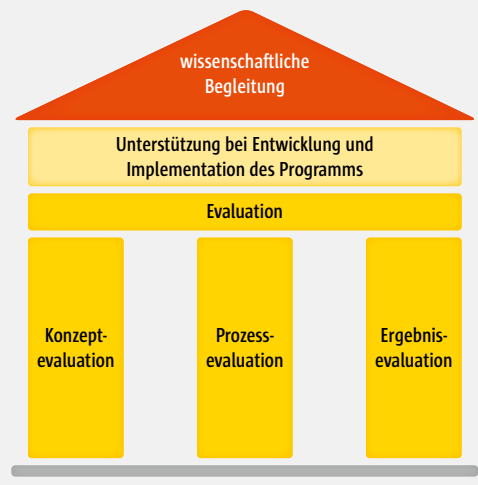 wissenschaftliche
Begleitung
Unterstützung bei Entwicklung und
Implementation des Programms
Evaluation
Konzept-
evaluation
Prozess-
evaluation
Ergebnis-
evaluation